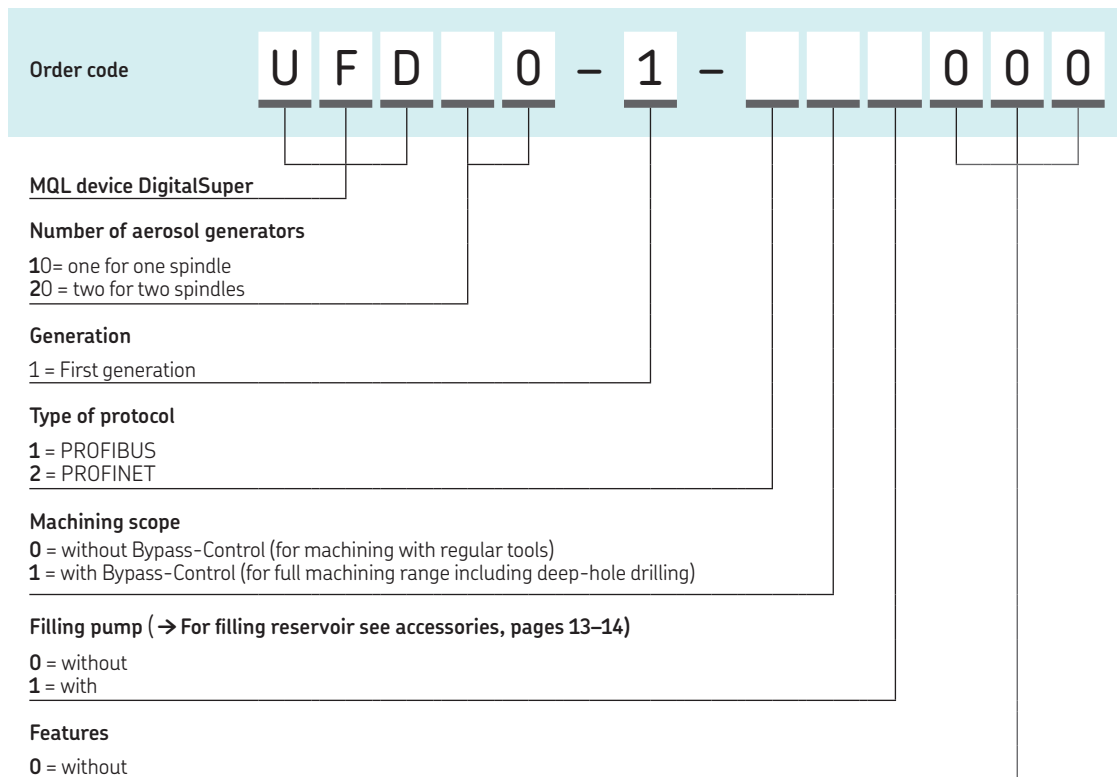 Order code U F D 0 – 1 – 0 0 0
MQL device DigitalSuper
Number of aerosol generators
10= one for one spindle
20 = two for two spindles
Generation
1 = First generation
Type of protocol
1 = PROFIBUS
2 = PROFINET
Machining scope
0 = without Bypass-Control (for machining with regular tools)
1 = with Bypass-Control (for full machining range including deep-hole drilling)
Filling pump (→ For filling reservoir see accessories, pages 13–14)
0 = without
1 = with
Features
0 = without